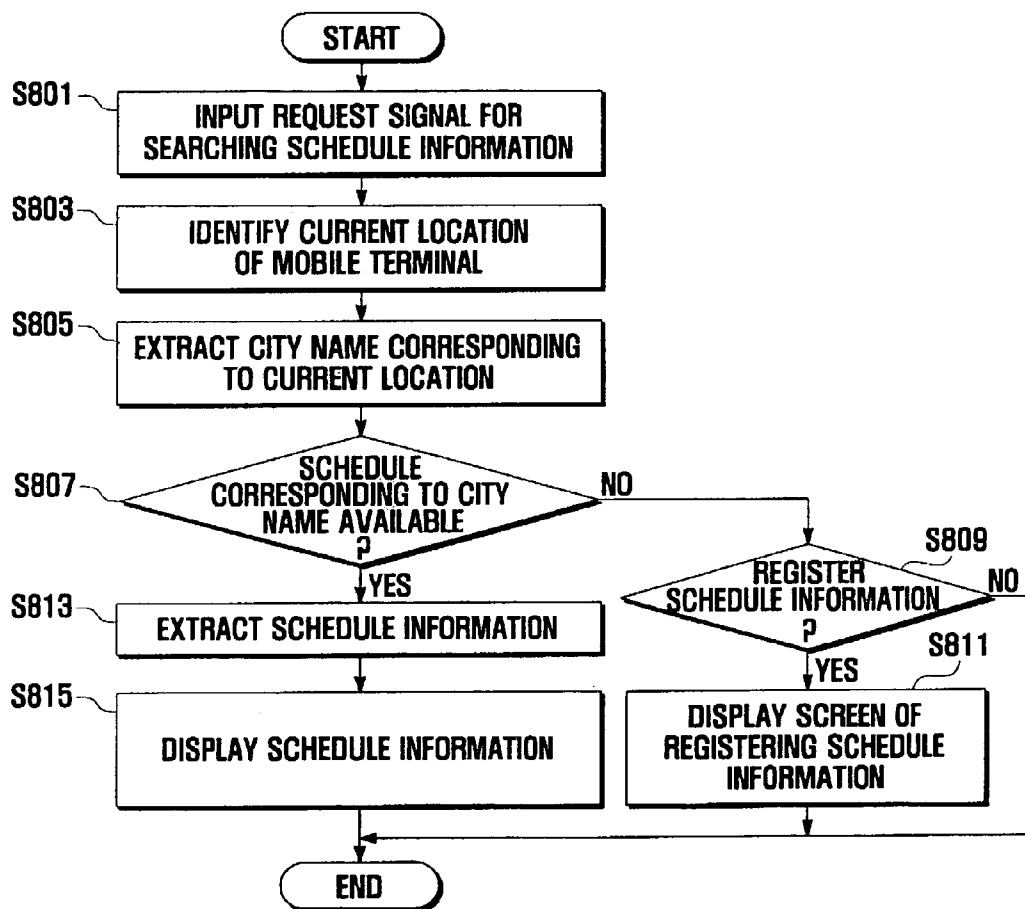 START
S801
INPUT REQUEST SIGNAL FOR
SEARCHING SCHEDULE INFORMATION
S803
IDENTIFY CURRENT LOCATION
OF MOBILE TERMINAL
S805
EXTRACT CITY NAME CORRESPONDING
TO CURRENT LOCATION
S807
SCHEDULE
CORRESPONDING TO CITY
NAME AVAILABLE
?
NO
YES
S809
REGISTER
SCHEDULE INFORMATION
?
NO
YES
S811
DISPLAY SCREEN OF
REGISTERING SCHEDULE
INFORMATION
S813
EXTRACT SCHEDULE INFORMATION
S815
DISPLAY SCHEDULE INFORMATION
END